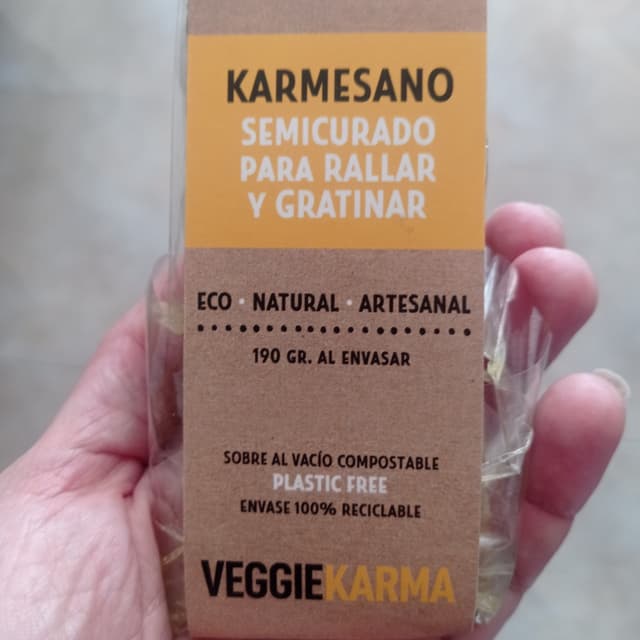 KARMESANO
SEMICURADO
PARA RALLAR
Y GRATINAR
ECO · NATURAL · ARTESANAL
190 GR. AL ENVASAR
SOBRE AL VACÍO COMPOSTABLE
PLASTIC FREE
ENVASE 100% RECICLABLE
VEGGIEKARMA